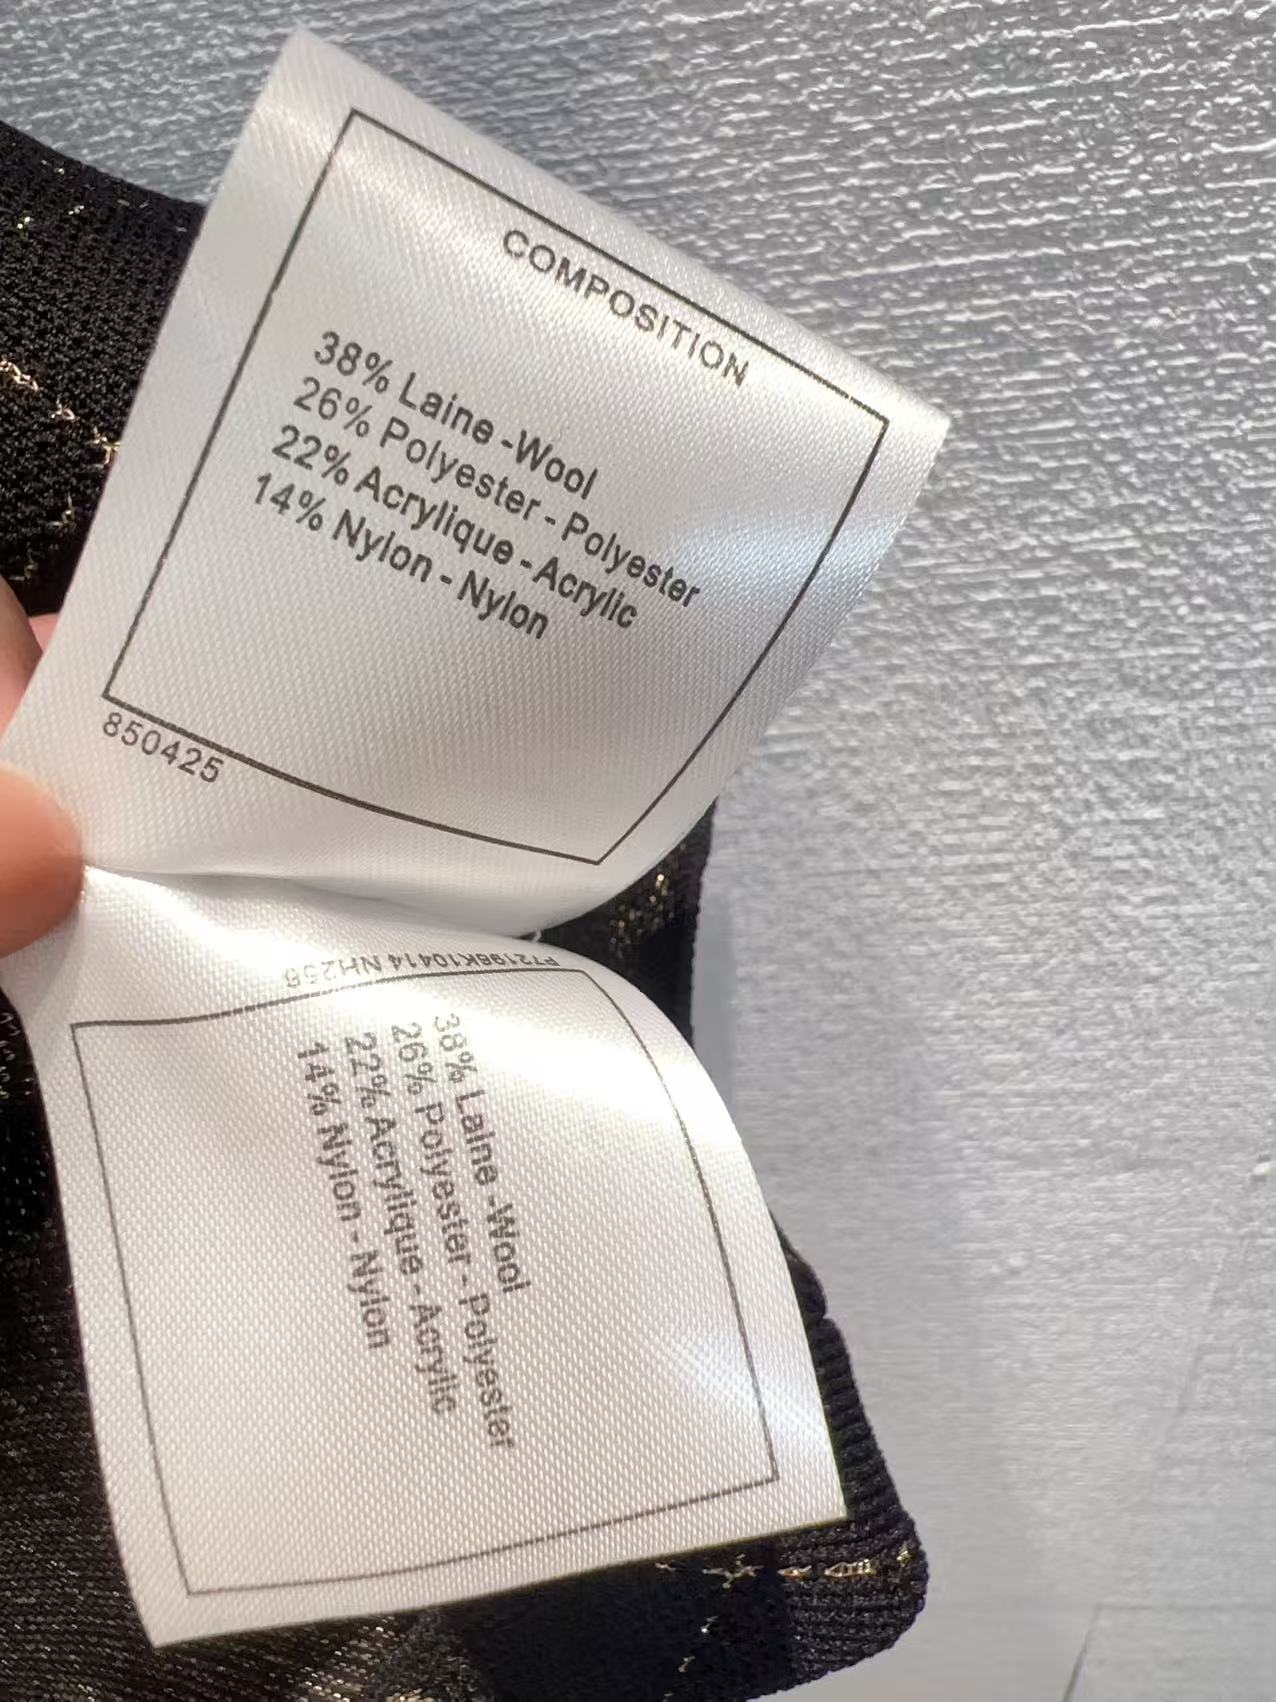 COMPOSITION
38% Laine -Wool
26% Polyester - Polyester
22% Acrylique - Acrylic
14% Nylon - Nylon
850425
P72196K10414 NH256
38% Laine -Wool
26% Polyester - Polyester
22% Acrylique - Acrylic
14% Nylon - Nylon